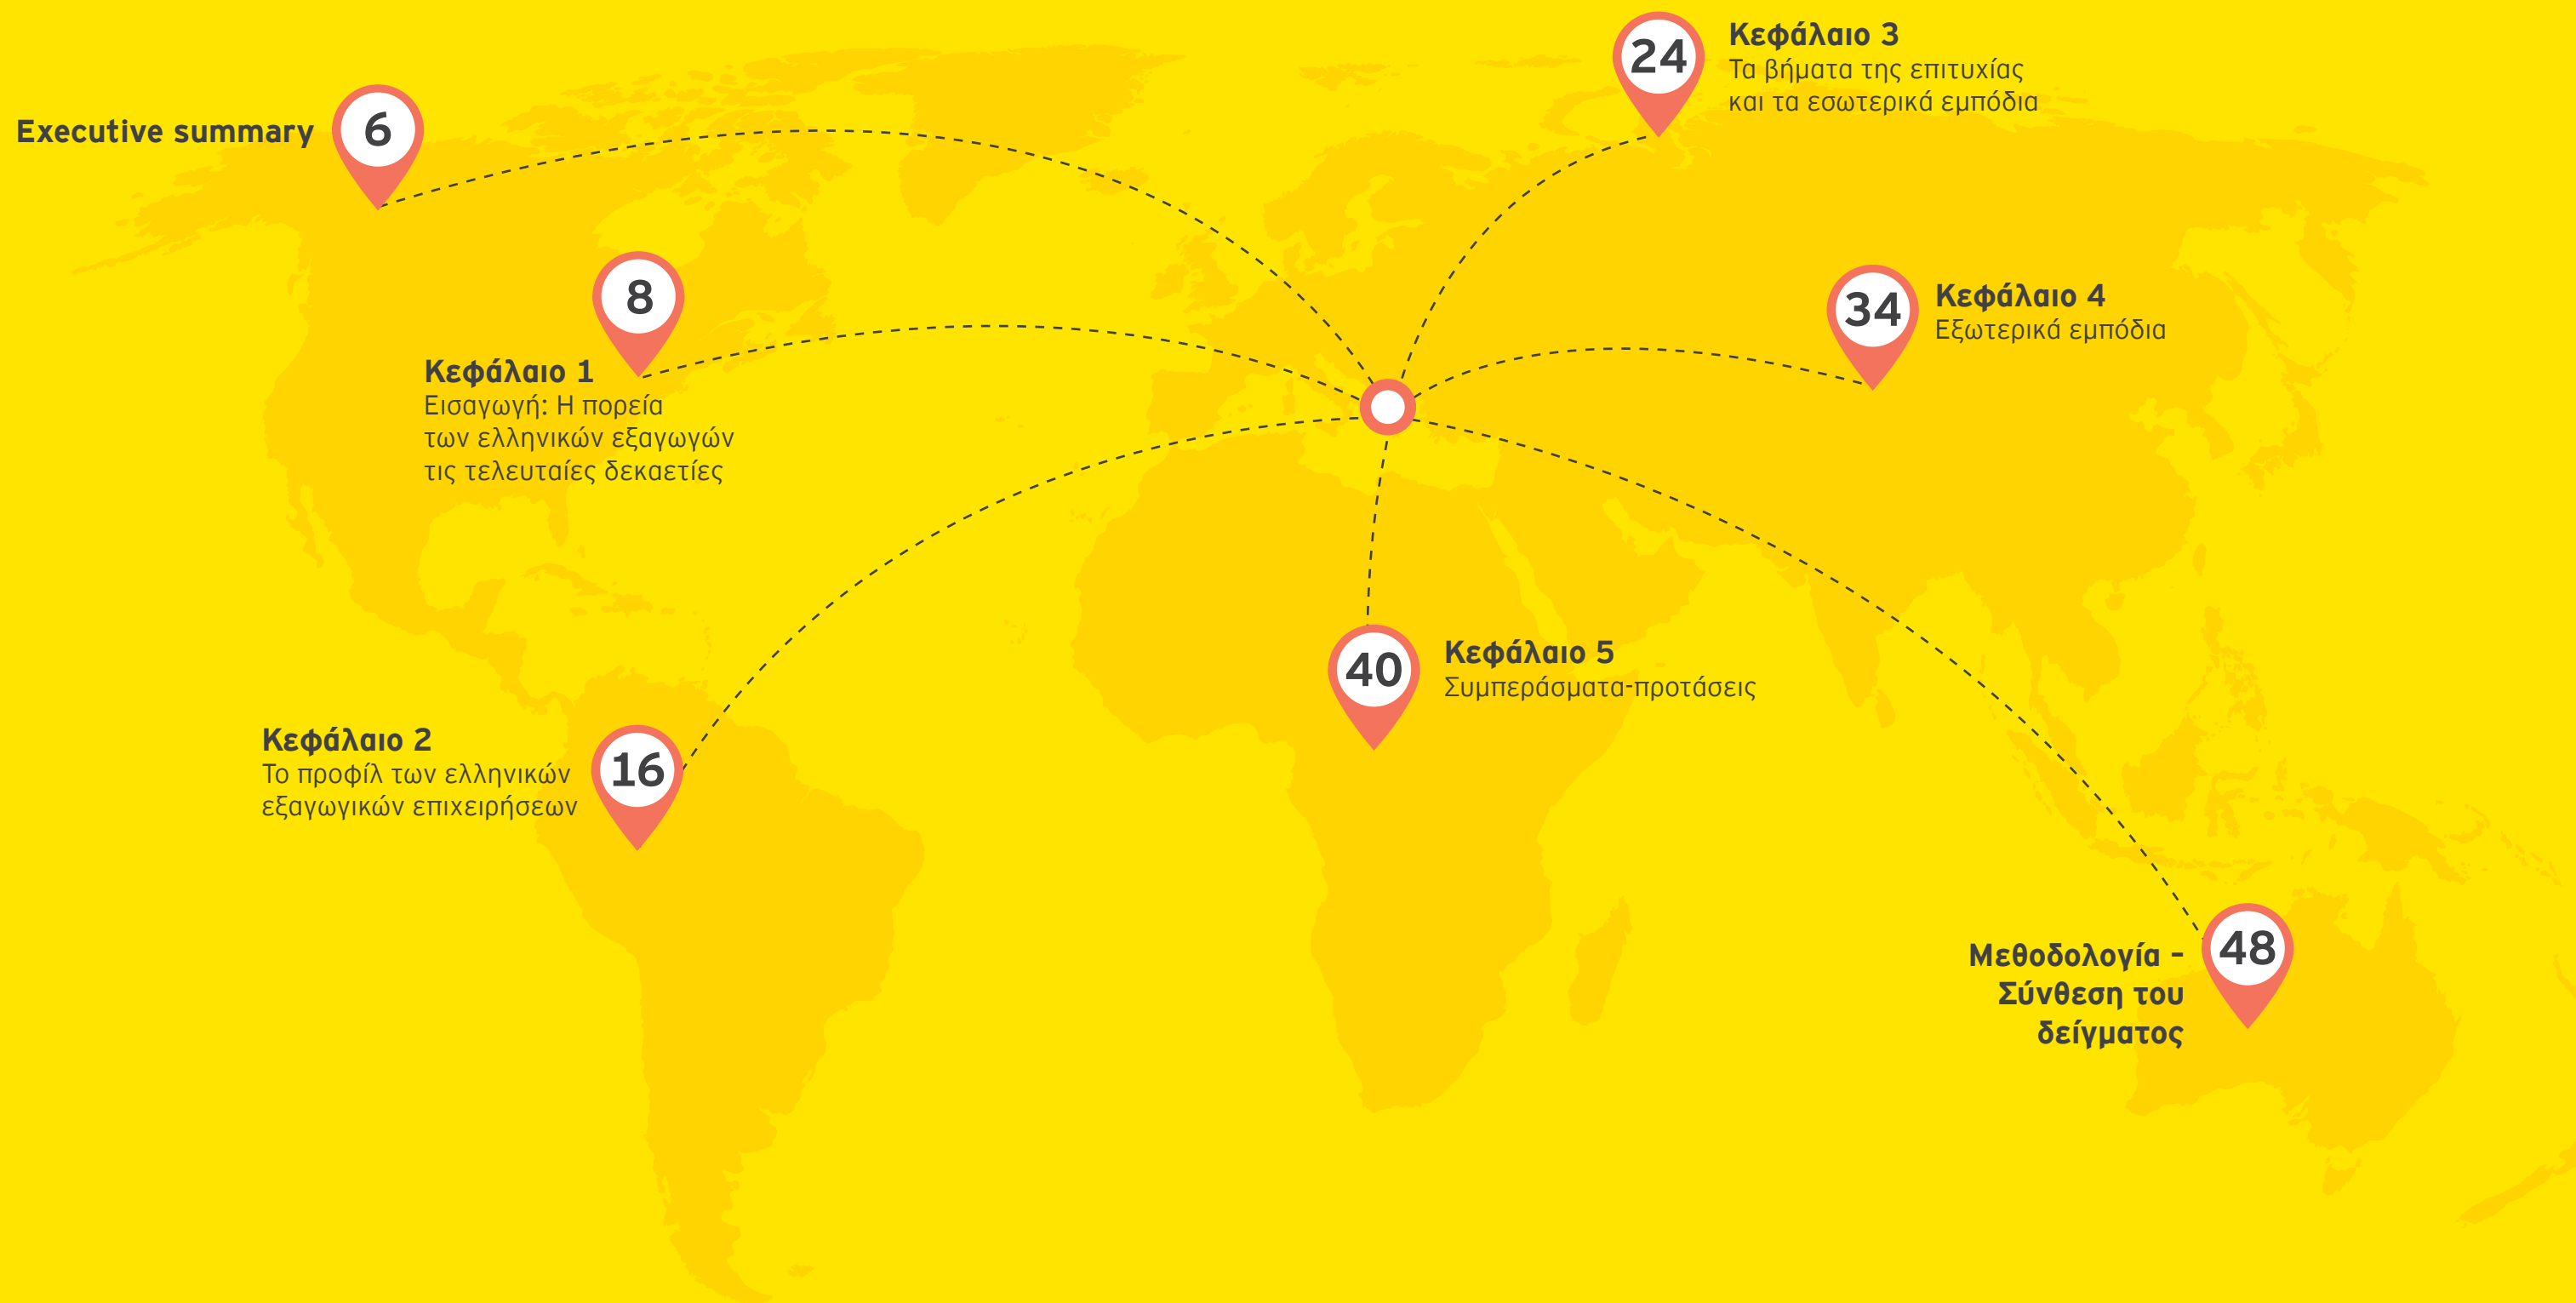 Executive summary
6
8
Κεφάλαιο 1
Εισαγωγή: Η πορεία
των ελληνικών εξαγωγών
τις τελευταίες δεκαετίες
Κεφάλαιο 2
Το προφίλ των ελληνικών
εξαγωγικών επιχειρήσεων
16
24
Κεφάλαιο 3
Τα βήματα της επιτυχίας
και τα εσωτερικά εμπόδια
34
Κεφάλαιο 4
Εξωτερικά εμπόδια
40
Κεφάλαιο 5
Συμπεράσματα-προτάσεις
Μεθοδολογία –
Σύνθεση του
δείγματος
48